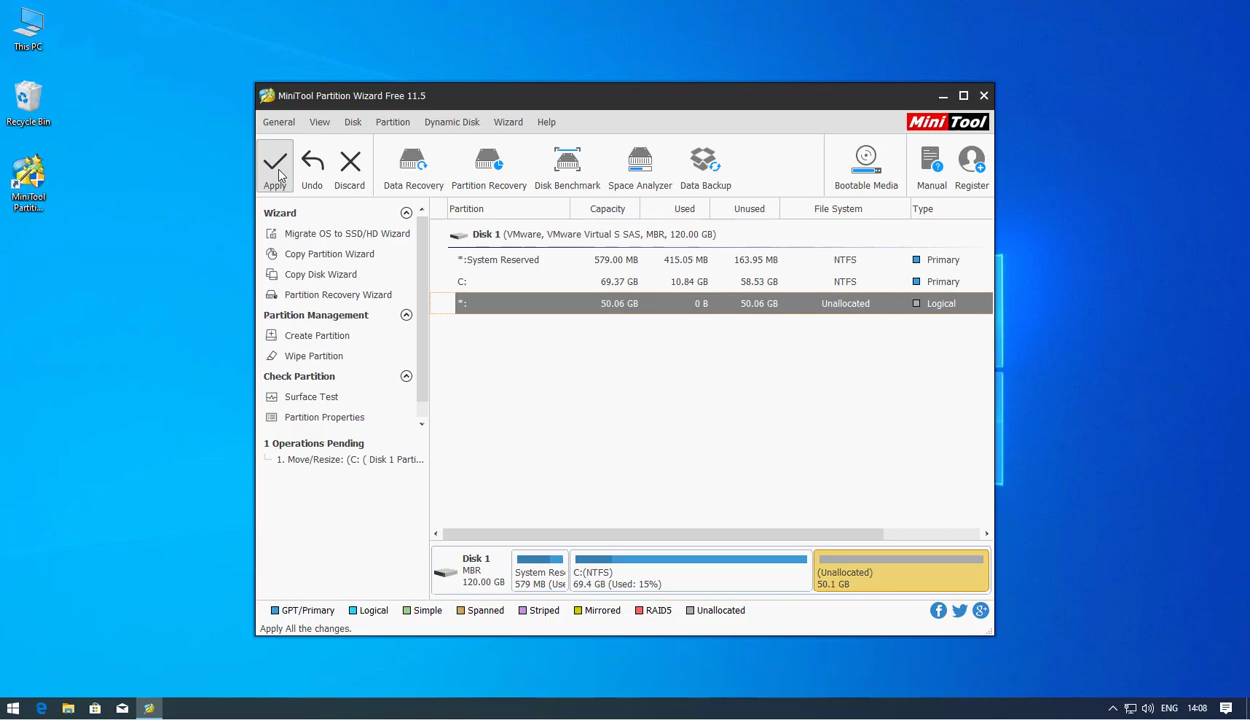 This PC
Recycle Bin
MiniTool
Partiti...
MiniTool Partition Wizard Free 11.5
General View Disk Partition Dynamic Disk Wizard Help
Mini Tool
Apply Undo Discard Data Recovery Partition Recovery Disk Benchmark Space Analyzer Data Backup Bootable Media Manual Register
Wizard
Migrate OS to SSD/HD Wizard
Copy Partition Wizard
Copy Disk Wizard
Partition Recovery Wizard
Partition Management
Create Partition
Wipe Partition
Check Partition
Surface Test
Partition Properties
1 Operations Pending
1. Move/Resize: (C: ( Disk 1 Parti...
Partition Capacity Used Unused File System Type
Disk 1 (VMware, VMware Virtual S SAS, MBR, 120.00 GB)
*:System Reserved 579.00 MB 415.05 MB 163.95 MB NTFS Primary
C: 69.37 GB 10.84 GB 58.53 GB NTFS Primary
*: 50.06 GB 0 B 50.06 GB Unallocated Logical
Disk 1
MBR
120.00 GB
System Res
579 MB (Use
C:(NTFS)
69.4 GB (Used: 15%)
(Unallocated)
50.1 GB
GPT/Primary Logical Simple Spanned Striped Mirrored RAID5 Unallocated
Apply All the changes.
ENG 14:08